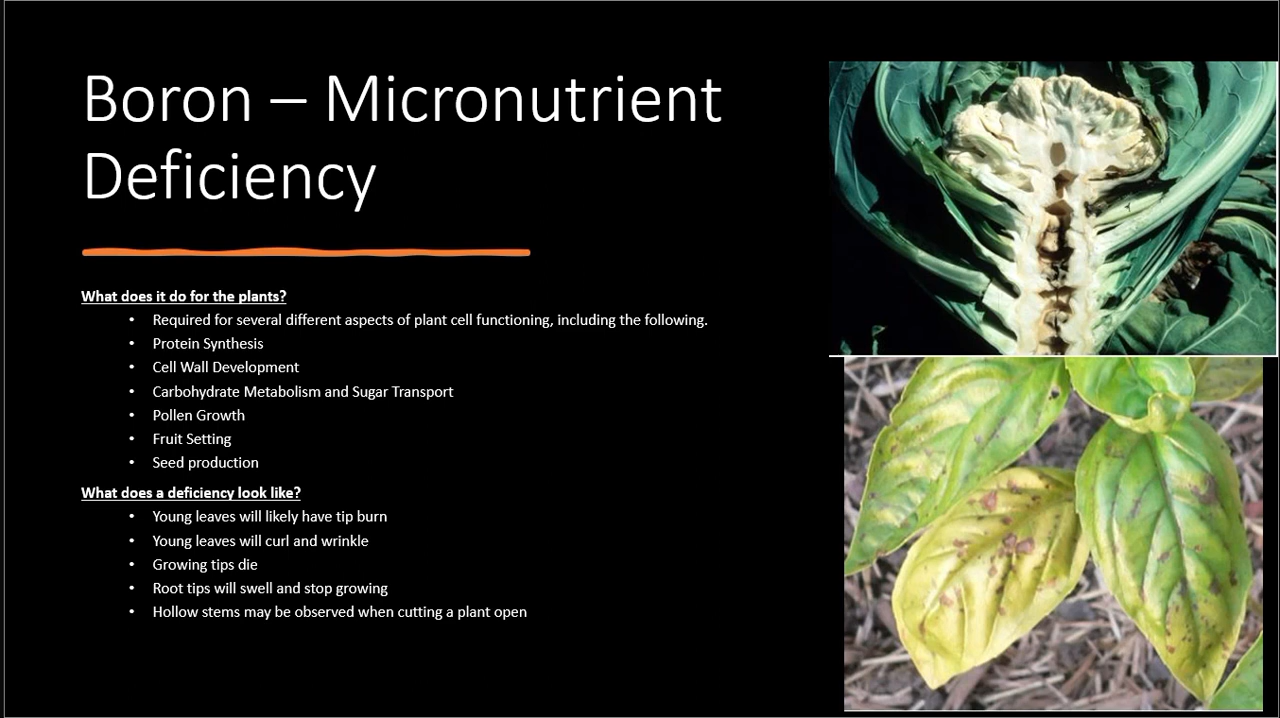 Boron – Micronutrient
Deficiency
What does it do for the plants?
• Required for several different aspects of plant cell functioning, including the following.
• Protein Synthesis
• Cell Wall Development
• Carbohydrate Metabolism and Sugar Transport
• Pollen Growth
• Fruit Setting
• Seed production
What does a deficiency look like?
• Young leaves will likely have tip burn
• Young leaves will curl and wrinkle
• Growing tips die
• Root tips will swell and stop growing
• Hollow stems may be observed when cutting a plant open